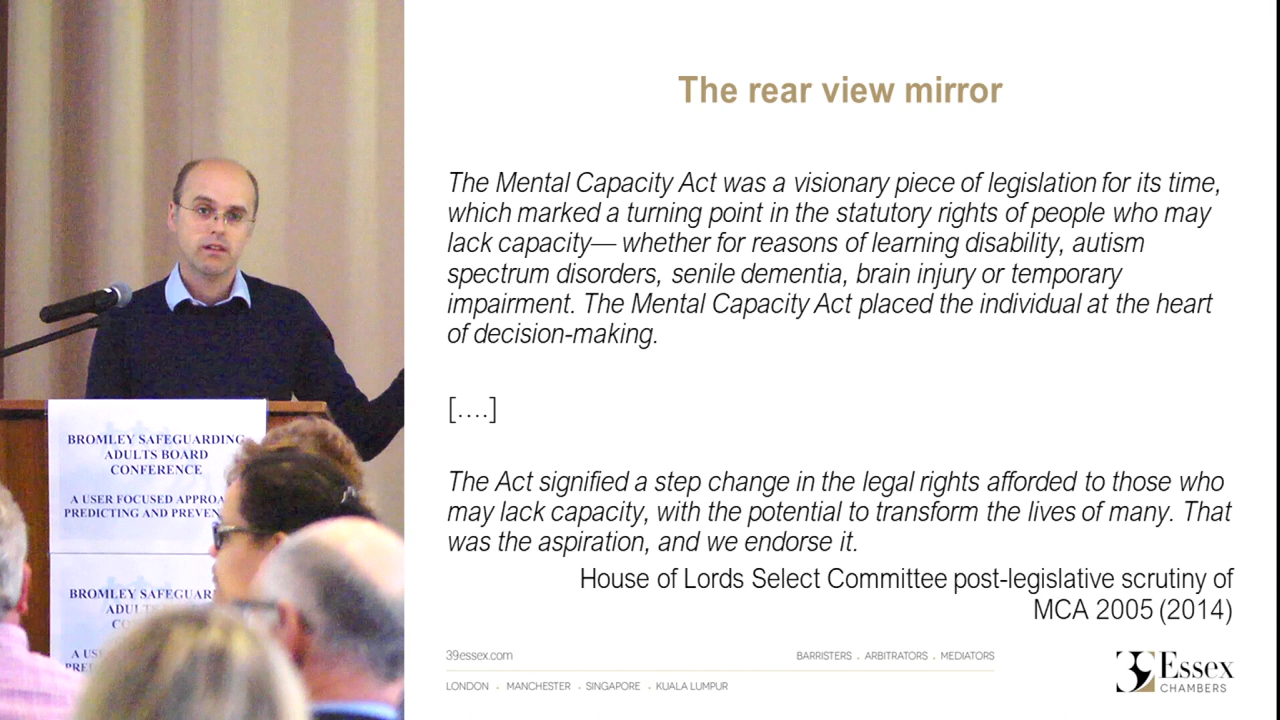 BROMLEY SAFEGUARDING
ADULTS BOARD
CONFERENCE
A USER FOCUSED
PREDICTING AND
BROMLEY
The rear view mirror
The Mental Capacity Act was a visionary piece of legislation for its time,
which marked a turning point in the statutory rights of people who may
lack capacity— whether for reasons of learning disability, autism
spectrum disorders, senile dementia, brain injury or temporary
impairment. The Mental Capacity Act placed the individual at the heart
of decision-making.
[….]
The Act signified a step change in the legal rights afforded to those who
may lack capacity, with the potential to transform the lives of many. That
was the aspiration, and we endorse it.
House of Lords Select Committee post-legislative scrutiny of
MCA 2005 (2014)
39essex.com
BARRISTERS . ARBITRATORS . MEDIATORS
LONDON . MANCHESTER . SINGAPORE . KUALA LUMPUR
39 Essex
CHAMBERS